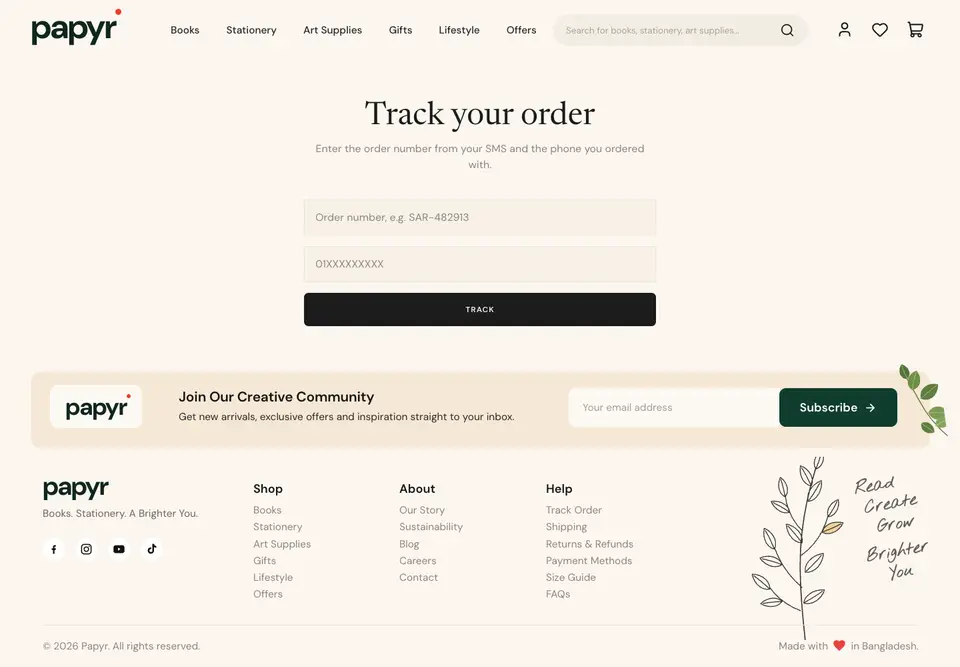 papyr
Books Stationery Art Supplies Gifts Lifestyle Offers
Search for books, stationery, art supplies...
Track your order
Enter the order number from your SMS and the phone you ordered
with.
Order number, e.g. SAR-482913
01XXXXXXXXX
TRACK
papyr
Join Our Creative Community
Get new arrivals, exclusive offers and inspiration straight to your inbox.
Your email address
Subscribe →
papyr
Books. Stationery. A Brighter You.
Shop
Books
Stationery
Art Supplies
Gifts
Lifestyle
Offers
About
Our Story
Sustainability
Blog
Careers
Contact
Help
Track Order
Shipping
Returns & Refunds
Payment Methods
Size Guide
FAQs
Read
Create
Grow
Brighter
You
© 2026 Papyr. All rights reserved.
Made with ❤️ in Bangladesh.